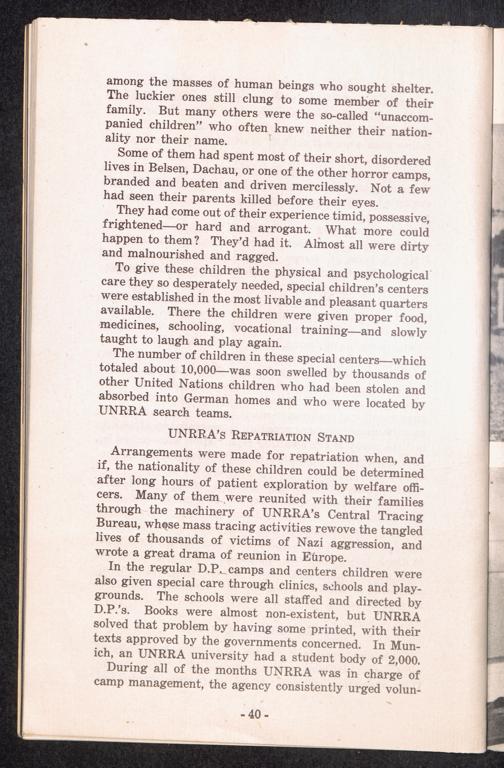 among the masses of human beings who sought shelter.
The luckier ones still clung to some member of their
family. But many others were the so-called "unaccom-
panied children" who often knew neither their nation-
ality nor their name.
Some of them had spent most of their short, disordered
lives in Belsen, Dachau, or one of the other horror camps,
branded and beaten and driven mercilessly. Not a few
had seen their parents killed before their eyes.
They had come out of their experience timid, possessive,
frightened—or hard and arrogant. What more could
happen to them? They'd had it. Almost all were dirty
and malnourished and ragged.
To give these children the physical and psychological
care they so desperately needed, special children's centers
were established in the most livable and pleasant quarters
available. There the children were given proper food,
medicines, schooling, vocational training—and slowly
taught to laugh and play again.
The number of children in these special centers—which
totaled about 10,000—was soon swelled by thousands of
other United Nations children who had been stolen and
absorbed into German homes and who were located by
UNRRA search teams.
UNRRA's Repatriation Stand
Arrangements were made for repatriation when, and
if, the nationality of these children could be determined
after long hours of patient exploration by welfare offi-
cers. Many of them were reunited with their families
through the machinery of UNRRA's Central Tracing
Bureau, whose mass tracing activities rewove the tangled
lives of thousands of victims of Nazi aggression, and
wrote a great drama of reunion in Europe.
In the regular D.P. camps and centers children were
also given special care through clinics, schools and play-
grounds. The schools were all staffed and directed by
D.P.'s. Books were almost non-existent, but UNRRA
solved that problem by having some printed, with their
texts approved by the governments concerned. In Mun-
ich, an UNRRA university had a student body of 2,000.
During all of the months UNRRA was in charge of
camp management, the agency consistently urged volun-
- 40 -